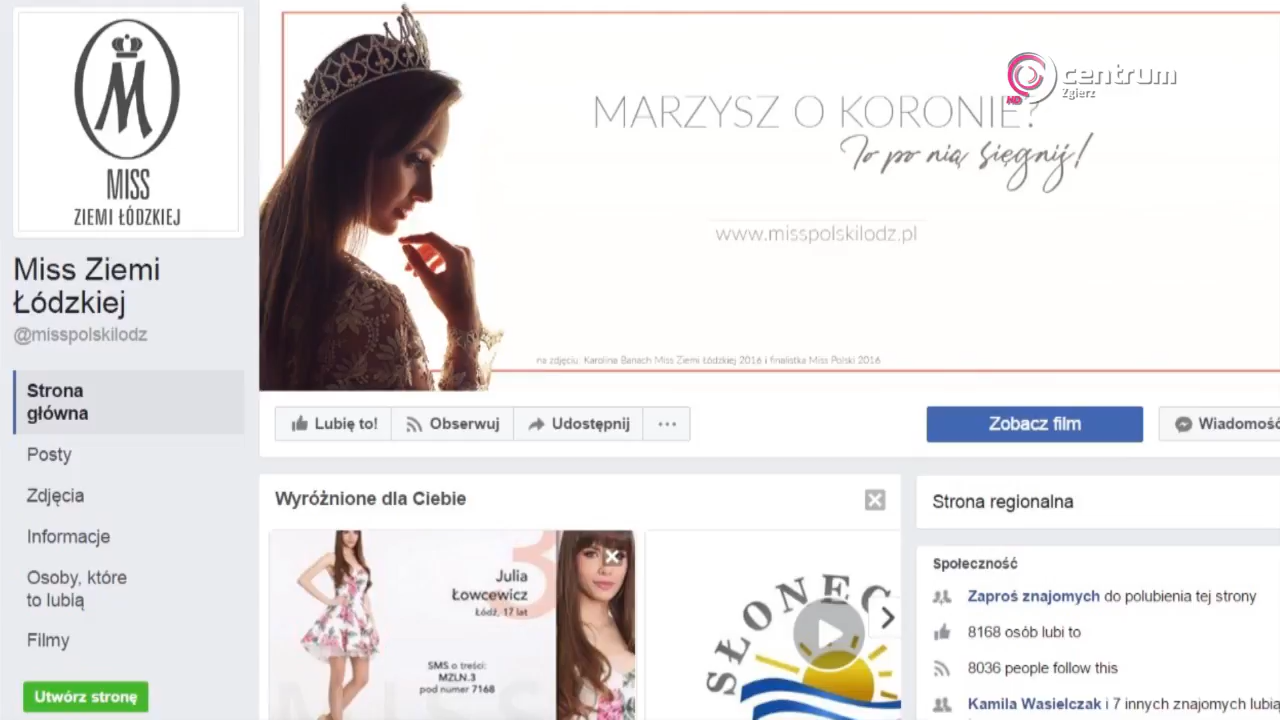 M
MISS
ZIEMI ŁÓDZKIEJ
Miss Ziemi
Łódzkiej
@misspolskilodz
Strona
główna
Posty
Zdjęcia
Informacje
Osoby, które
to lubią
Filmy
Utwórz stronę
MARZYSZ O KORONIE?
To po nią sięgnij!
www.misspolskilodz.pl
na zdjęciu: Karolina Banach Miss Ziemi Łódzkiej 2016 i finalistka Miss Polski 2016
centrum
Zgierz
HD
Lubię to!
Obserwuj
Udostępnij
Zobacz film
Wiadomość
Wyróżnione dla Ciebie
3
Julia
Łowcewicz
Łódź, 17 lat
SMS o treści:
MZLN.3
pod numer 7168
MISS
SŁONEC
Strona regionalna
Społeczność
Zaproś znajomych do polubienia tej strony
8168 osób lubi to
8036 people follow this
Kamila Wasielczak i 7 innych znajomych lubią